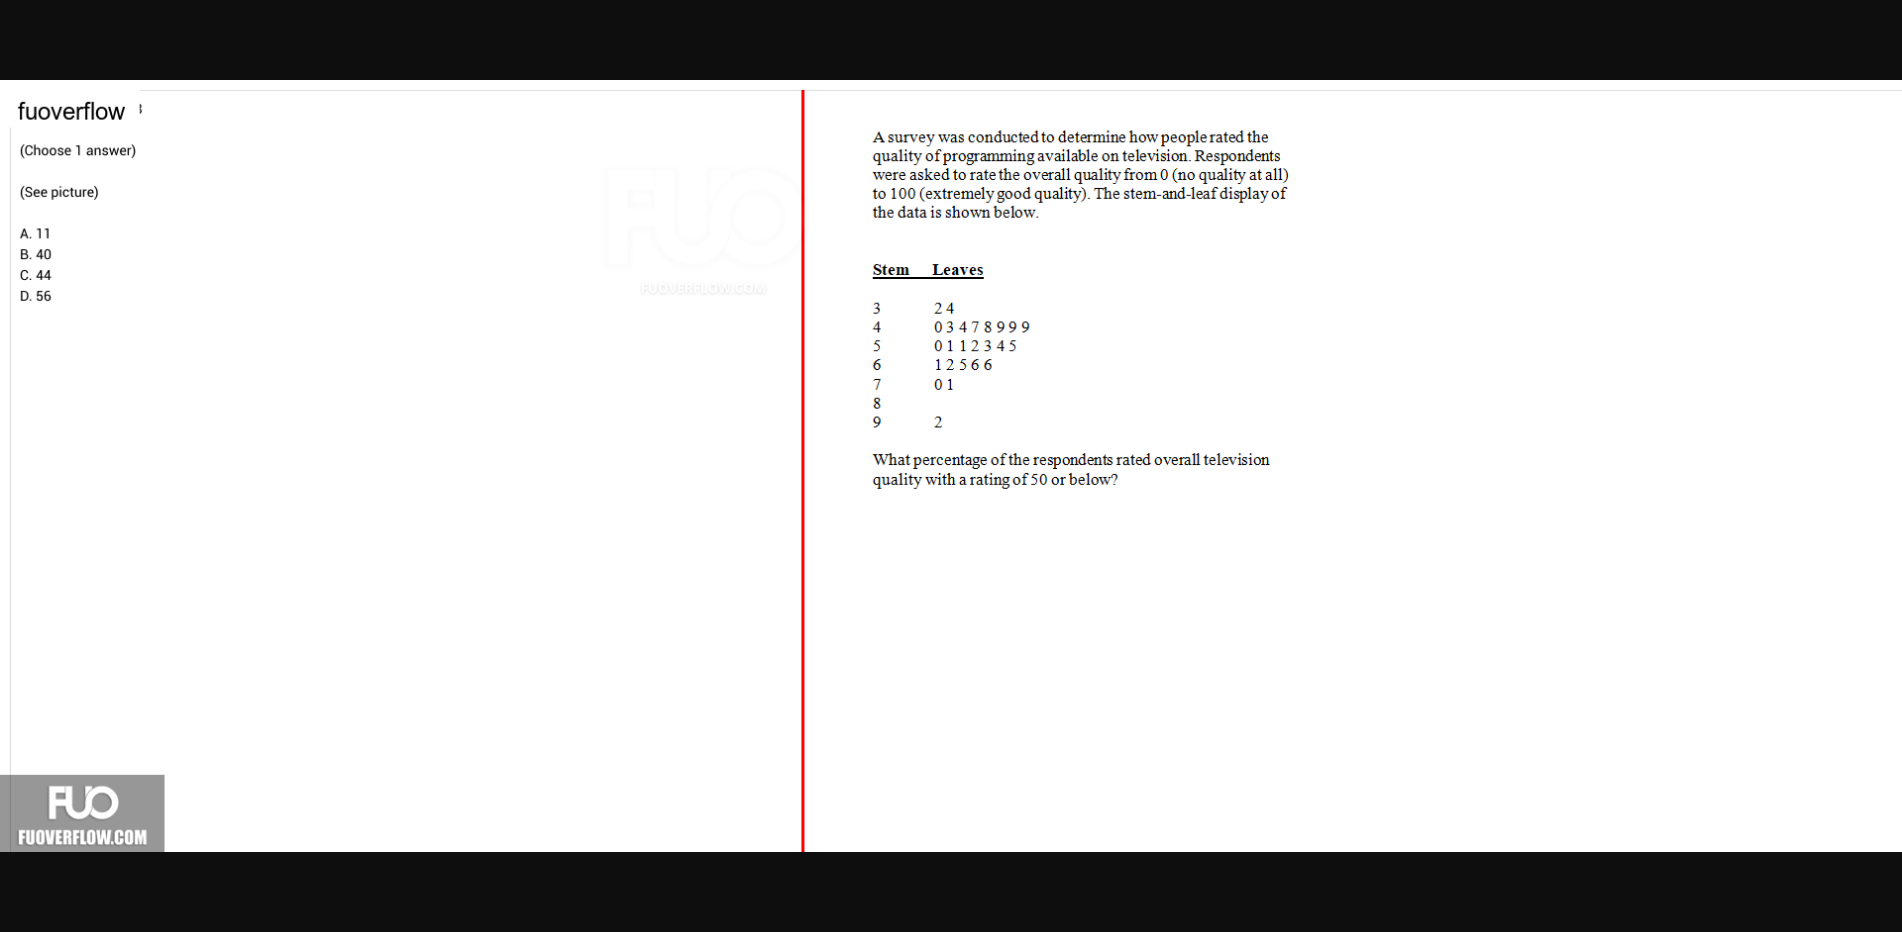 fuoverflow
(Choose 1 answer)
(See picture)
A. 11
B. 40
C. 44
D. 56
FUO
FUOVERFLOW.COM
A survey was conducted to determine how people rated the
quality of programming available on television. Respondents
were asked to rate the overall quality from 0 (no quality at all)
to 100 (extremely good quality). The stem-and-leaf display of
the data is shown below.
Stem Leaves
3 2 4
4 0 3 4 7 8 9 9 9
5 0 1 1 2 3 4 5
6 1 2 5 6 6
7 0 1
8
9 2
What percentage of the respondents rated overall television
quality with a rating of 50 or below?
FUO
FUOVERFLOW.COM